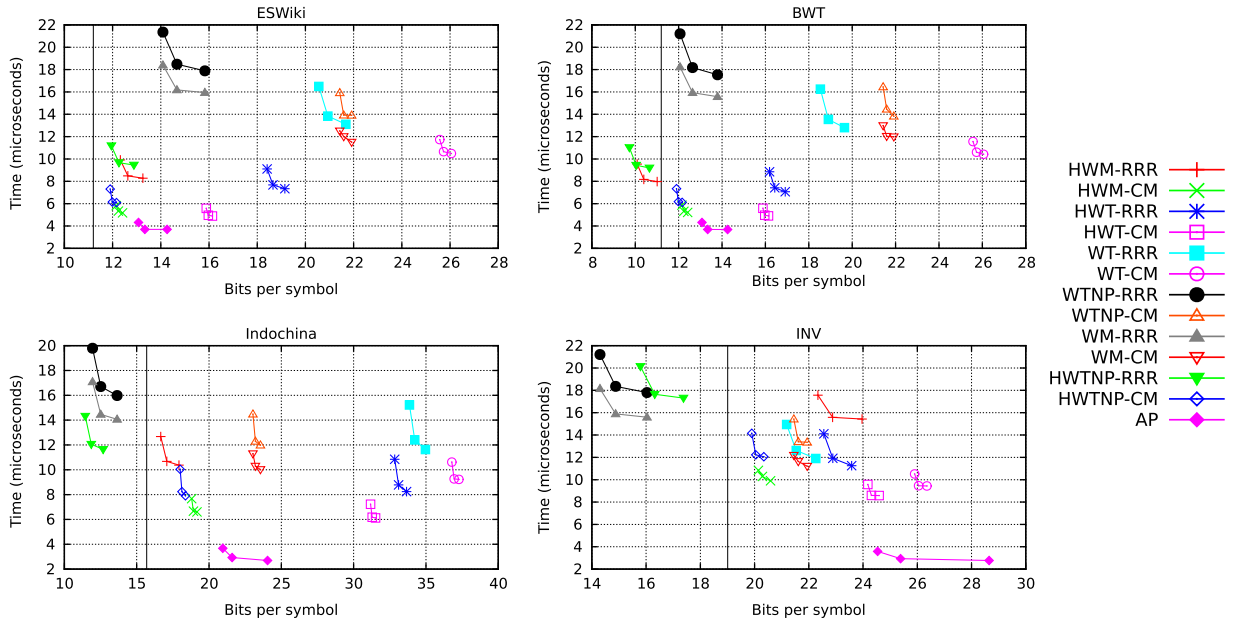 ESWiki
Time (microseconds)
22
20
18
16
14
12
10
8
6
4
2
10 12 14 16 18 20 22 24 26 28
Bits per symbol
BWT
Time (microseconds)
22
20
18
16
14
12
10
8
6
4
2
8 10 12 14 16 18 20 22 24 26 28
Bits per symbol
Indochina
Time (microseconds)
20
18
16
14
12
10
8
6
4
2
10 15 20 25 30 35 40
Bits per symbol
INV
Time (microseconds)
22
20
18
16
14
12
10
8
6
4
2
14 16 18 20 22 24 26 28 30
Bits per symbol
HWM-RRR
HWM-CM
HWT-RRR
HWT-CM
WT-RRR
WT-CM
WTNP-RRR
WTNP-CM
WM-RRR
WM-CM
HWTNP-RRR
HWTNP-CM
AP